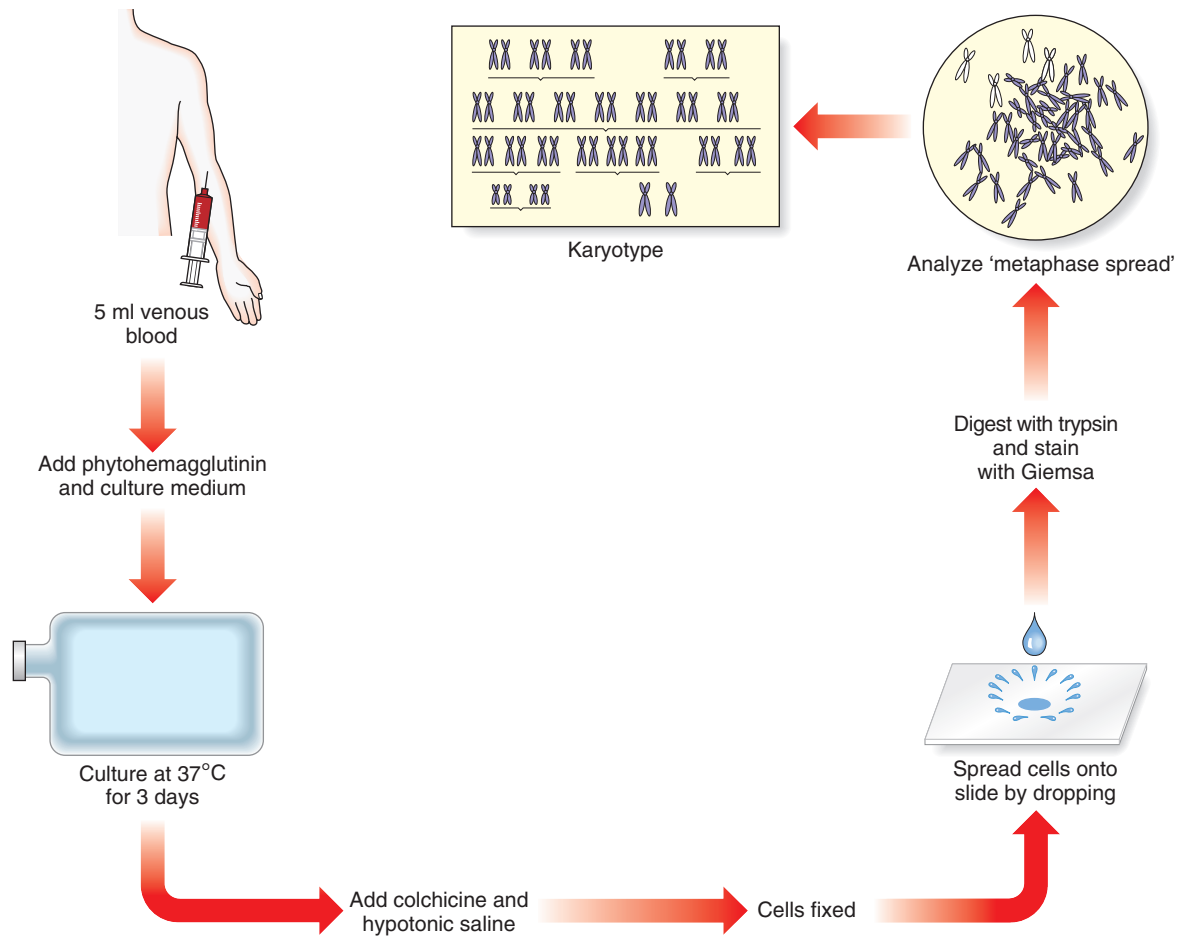 5 ml venous
blood
Add phytohemagglutinin
and culture medium
Culture at 37°C
for 3 days
Add colchicine and
hypotonic saline
Cells fixed
Spread cells onto
slide by dropping
Digest with trypsin
and stain
with Giemsa
Analyze ‘metaphase spread’
Karyotype